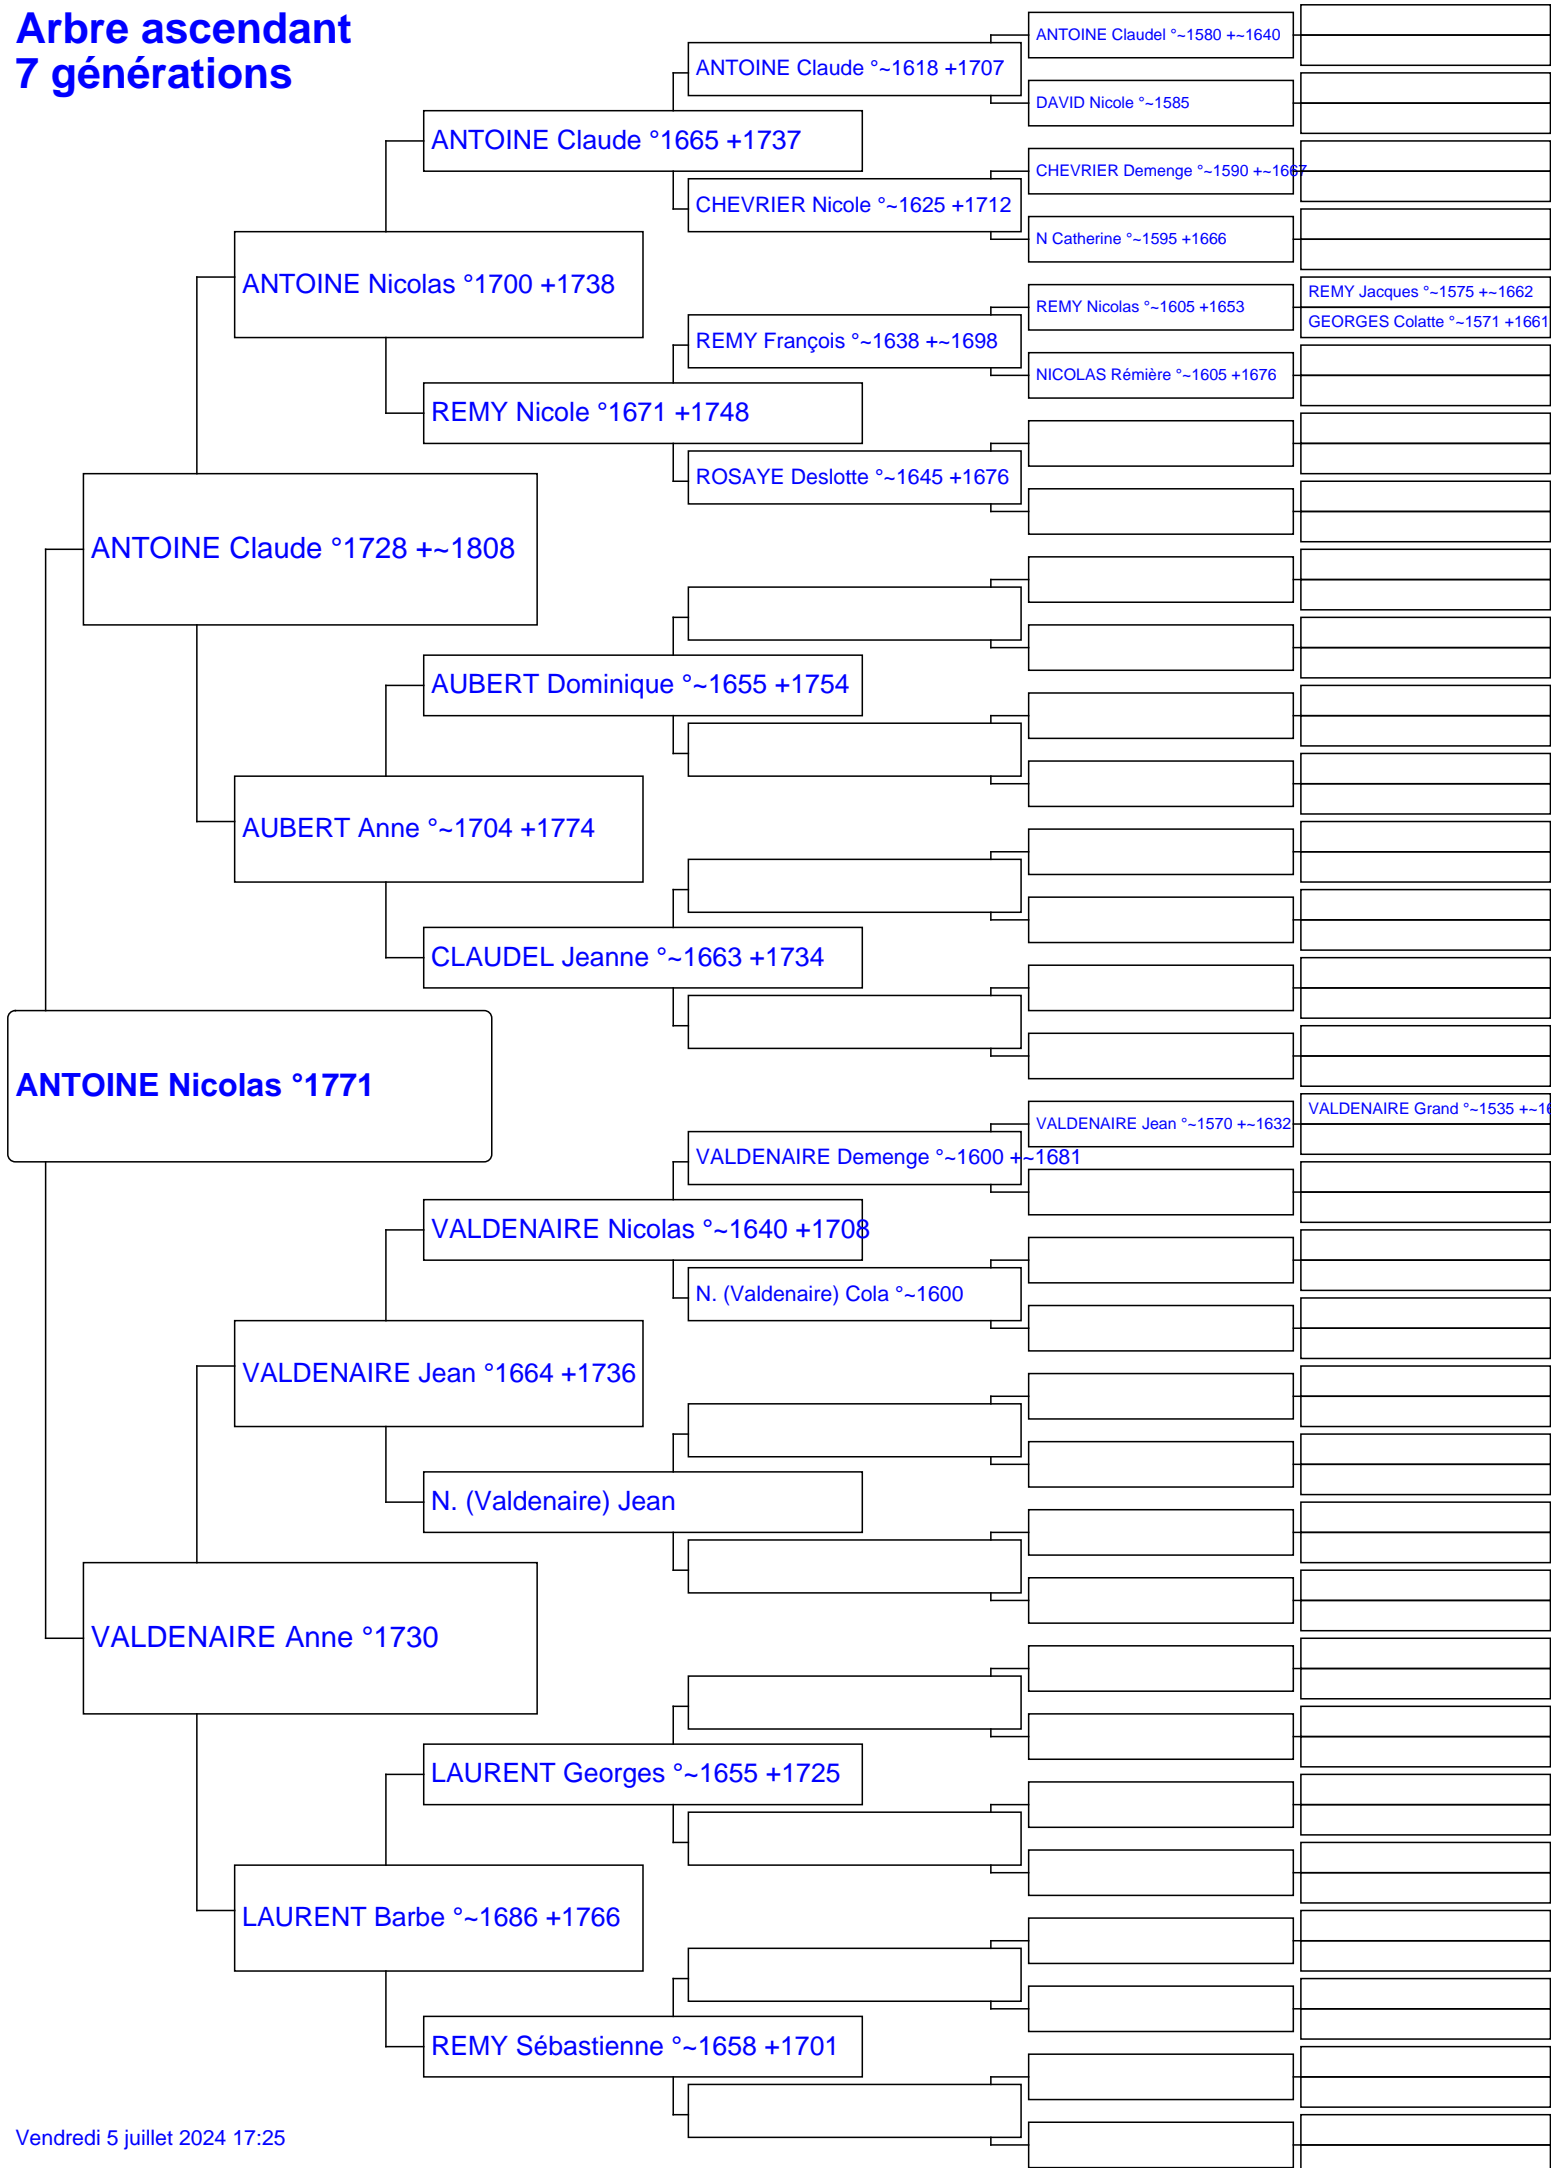 Arbre ascendant
7 générations
ANTOINE Claudel °~1580 +~1640
ANTOINE Claude °~1618 +1707
DAVID Nicole °~1585
ANTOINE Claude °1665 +1737
CHEVRIER Demenge °~1590 +~1667
CHEVRIER Nicole °~1625 +1712
N Catherine °~1595 +1666
ANTOINE Nicolas °1700 +1738
REMY Jacques °~1575 +~1662
REMY Nicolas °~1605 +1653
GEORGES Colatte °~1571 +1661
REMY François °~1638 +~1698
NICOLAS Rémière °~1605 +1676
REMY Nicole °1671 +1748
ROSAYE Deslotte °~1645 +1676
ANTOINE Claude °1728 +~1808
AUBERT Dominique °~1655 +1754
AUBERT Anne °~1704 +1774
CLAUDEL Jeanne °~1663 +1734
ANTOINE Nicolas °1771
VALDENAIRE Grand °~1535 +~16
VALDENAIRE Jean °~1570 +~1632
VALDENAIRE Demenge °~1600 +~1681
VALDENAIRE Nicolas °~1640 +1708
N. (Valdenaire) Cola °~1600
VALDENAIRE Jean °1664 +1736
N. (Valdenaire) Jean
VALDENAIRE Anne °1730
LAURENT Georges °~1655 +1725
LAURENT Barbe °~1686 +1766
REMY Sébastienne °~1658 +1701
Vendredi 5 juillet 2024 17:25